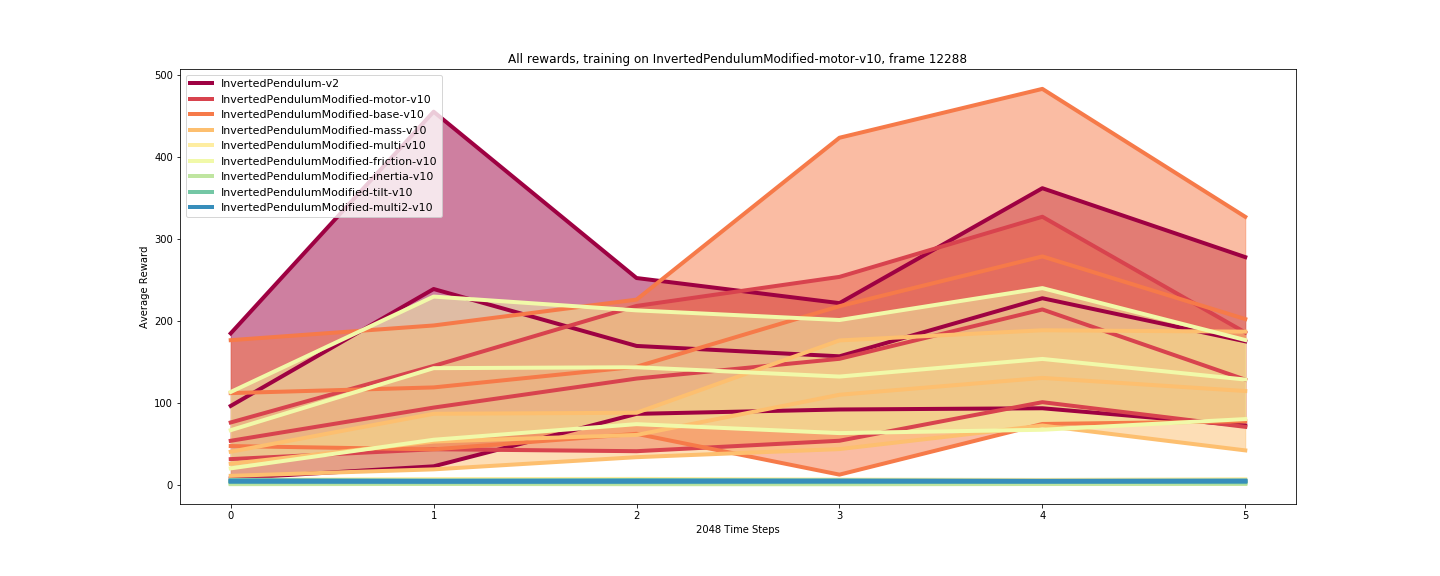 All rewards, training on InvertedPendulumModified-motor-v10, frame 12288
InvertedPendulum-v2
InvertedPendulumModified-motor-v10
InvertedPendulumModified-base-v10
InvertedPendulumModified-mass-v10
InvertedPendulumModified-multi-v10
InvertedPendulumModified-friction-v10
InvertedPendulumModified-inertia-v10
InvertedPendulumModified-tilt-v10
InvertedPendulumModified-multi2-v10
Average Reward
500
400
300
200
100
0
0 1 2 3 4 5
2048 Time Steps